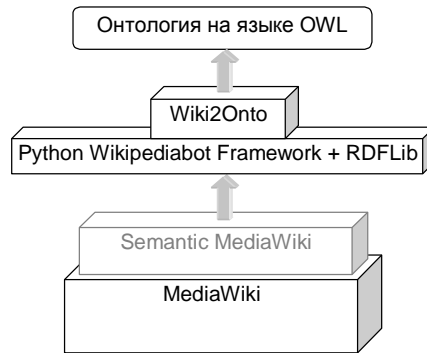 Онтология на языке OWL
Wiki2Onto
Python Wikipediabot Framework + RDFLib
Semantic MediaWiki
MediaWiki